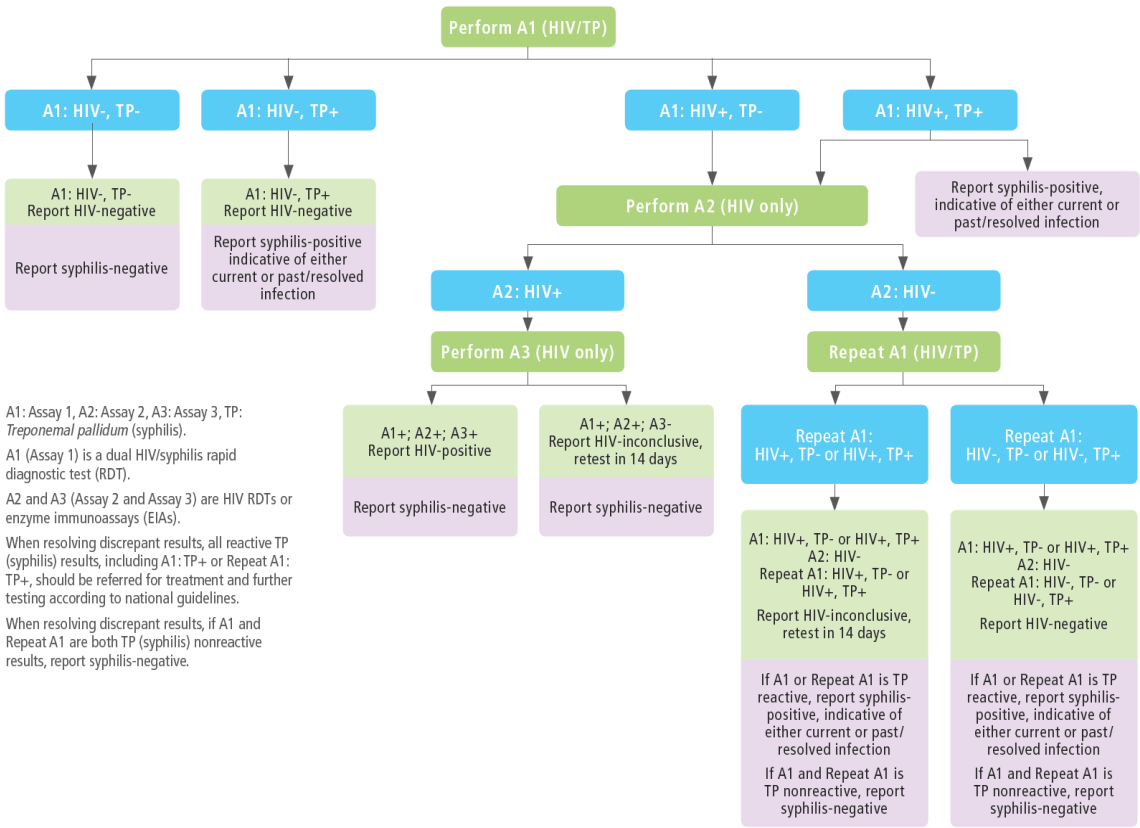 Perform A1 (HIV/TP)
A1: HIV-, TP-
A1: HIV-, TP+
A1: HIV+, TP-
A1: HIV+, TP+
A1: HIV-, TP-
Report HIV-negative
Report syphilis-negative
A1: HIV-, TP+
Report HIV-negative
Report syphilis-positive
indicative of either
current or past/resolved
infection
Perform A2 (HIV only)
Report syphilis-positive,
indicative of either current or
past/resolved infection
A2: HIV+
A2: HIV-
Perform A3 (HIV only)
Repeat A1 (HIV/TP)
A1+; A2+; A3+
Report HIV-positive
Report syphilis-negative
A1+; A2+; A3-
Report HIV-inconclusive,
retest in 14 days
Report syphilis-negative
Repeat A1:
HIV+, TP- or HIV+, TP+
Repeat A1:
HIV-, TP- or HIV-, TP+
A1: HIV+, TP- or HIV+, TP+
A2: HIV-
Repeat A1: HIV+, TP- or
HIV+, TP+
Report HIV-inconclusive,
retest in 14 days
If A1 or Repeat A1 is TP
reactive, report syphilis-
positive, indicative of
either current or past/
resolved infection
If A1 and Repeat A1 is
TP nonreactive, report
syphilis-negative
A1: HIV+, TP- or HIV+, TP+
A2: HIV-
Repeat A1: HIV-, TP- or
HIV-, TP+
Report HIV-negative
If A1 or Repeat A1 is TP
reactive, report syphilis-
positive, indicative of
either current or past/
resolved infection
If A1 and Repeat A1 is
TP nonreactive, report
syphilis-negative
A1: Assay 1, A2: Assay 2, A3: Assay 3, TP:
Treponemal pallidum (syphilis).
A1 (Assay 1) is a dual HIV/syphilis rapid
diagnostic test (RDT).
A2 and A3 (Assay 2 and Assay 3) are HIV RDTs or
enzyme immunoassays (EIAs).
When resolving discrepant results, all reactive TP
(syphilis) results, including A1: TP+ or Repeat A1:
TP+, should be referred for treatment and further
testing according to national guidelines.
When resolving discrepant results, if A1 and
Repeat A1 are both TP (syphilis) nonreactive
results, report syphilis-negative.